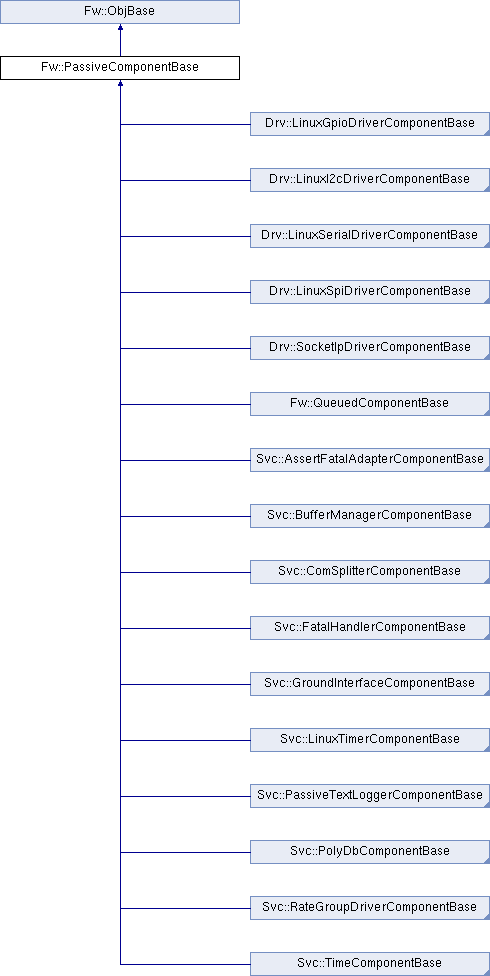 Fw::ObjBase
Fw::PassiveComponentBase
Drv::LinuxGpioDriverComponentBase
Drv::LinuxI2cDriverComponentBase
Drv::LinuxSerialDriverComponentBase
Drv::LinuxSpiDriverComponentBase
Drv::SocketIpDriverComponentBase
Fw::QueuedComponentBase
Svc::AssertFatalAdapterComponentBase
Svc::BufferManagerComponentBase
Svc::ComSplitterComponentBase
Svc::FatalHandlerComponentBase
Svc::GroundInterfaceComponentBase
Svc::LinuxTimerComponentBase
Svc::PassiveTextLoggerComponentBase
Svc::PolyDbComponentBase
Svc::RateGroupDriverComponentBase
Svc::TimeComponentBase